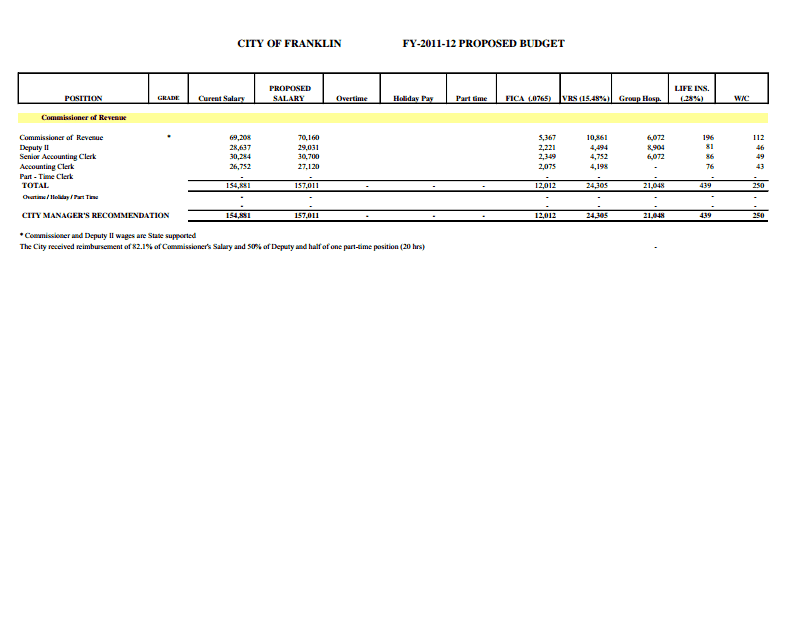 CITY OF FRANKLIN FY-2011-12 PROPOSED BUDGET
POSITION GRADE Curent Salary PROPOSED SALARY Overtime Holiday Pay Part time FICA (.0765) VRS (15.48%) Group Hosp. LIFE INS. (.28%) W/C
Commissioner of Revenue
Commissioner of Revenue * 69,208 70,160 5,367 10,861 6,072 196 112
Deputy II 28,637 29,031 2,221 4,494 8,904 81 46
Senior Accounting Clerk 30,284 30,700 2,349 4,752 6,072 86 49
Accounting Clerk 26,752 27,120 2,075 4,198 - 76 43
Part - Time Clerk - - - - - - -
TOTAL 154,881 157,011 - - - 12,012 24,305 21,048 439 250
Overtime / Holiday / Part Time - - - - - - -
- - - - - - -
CITY MANAGER'S RECOMMENDATION 154,881 157,011 - - - 12,012 24,305 21,048 439 250
* Commissioner and Deputy II wages are State supported
The City received reimbursement of 82.1% of Commissioner's Salary and 50% of Deputy and half of one part-time position (20 hrs) -